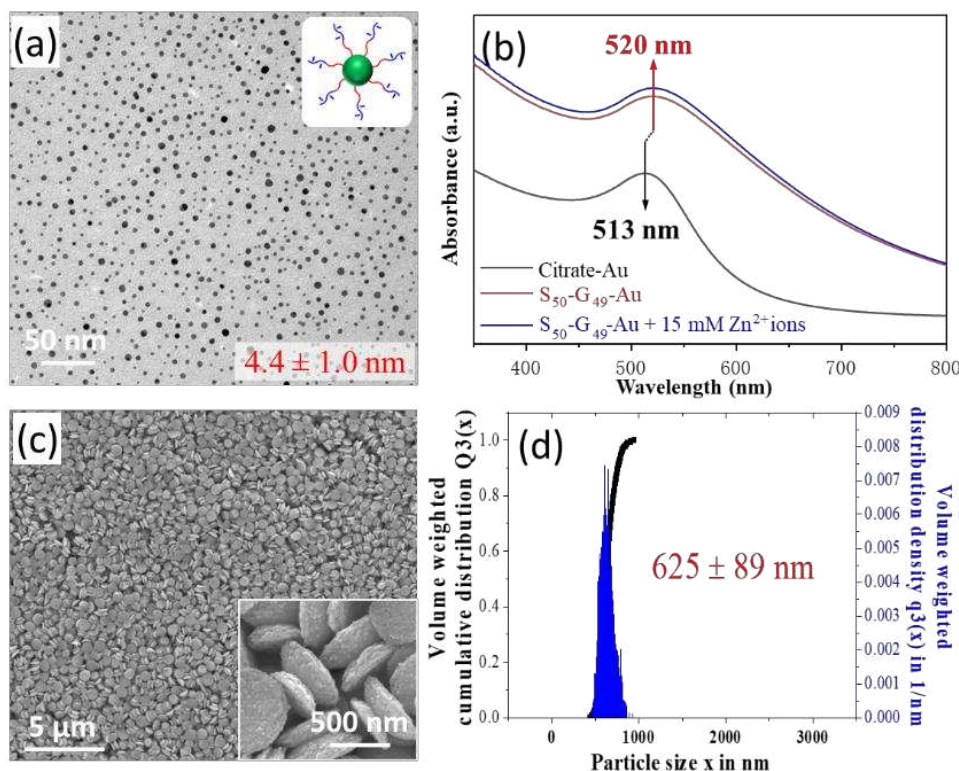 (a)
50 nm
4.4 ± 1.0 nm
(b)
520 nm
513 nm
Citrate-Au
S₅₀-G₄₉-Au
S₅₀-G₄₉-Au + 15 mM Zn²⁺ions
Absorbance (a.u.)
400
500
600
700
800
Wavelength (nm)
(c)
5 µm
500 nm
(d)
625 ± 89 nm
Volume weighted
cumulative distribution Q3(x)
1.0
0.8
0.6
0.4
0.2
0.0
0
1000
2000
3000
Particle size x in nm
0.009
0.008
0.007
0.006
0.005
0.004
0.003
0.002
0.001
0.000
Volume weighted
distribution density q3(x) in 1/nm